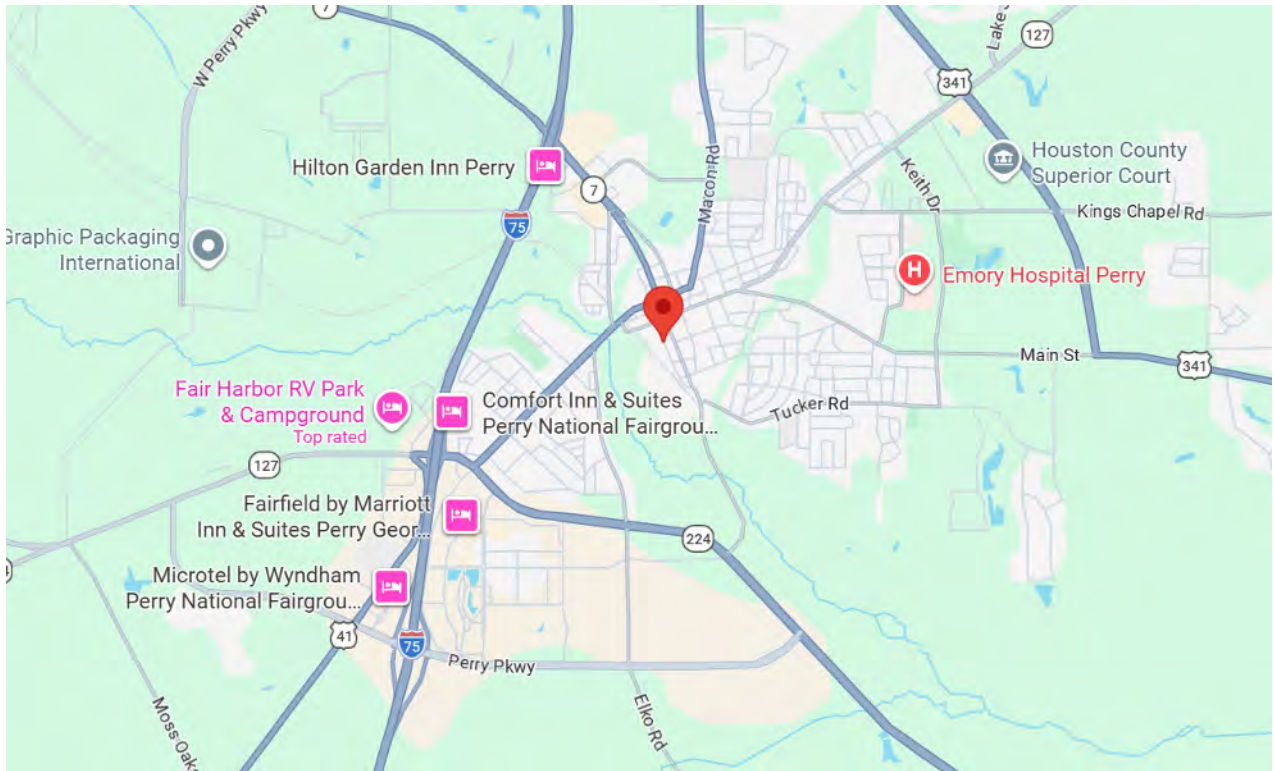 7
W Perry Pkwy
Lake
127
341
Hilton Garden Inn Perry
Houston County
Superior Court
Macon Rd
Keith Dr
7
Kings Chapel Rd
75
Graphic Packaging
International
Emory Hospital Perry
Main St
341
Fair Harbor RV Park
& Campground
Top rated
Comfort Inn & Suites
Perry National Fairgrou...
Tucker Rd
127
Fairfield by Marriott
Inn & Suites Perry Geor...
224
Microtel by Wyndham
Perry National Fairgrou...
41
75
Perry Pkwy
Moss Oak
Elko Rd